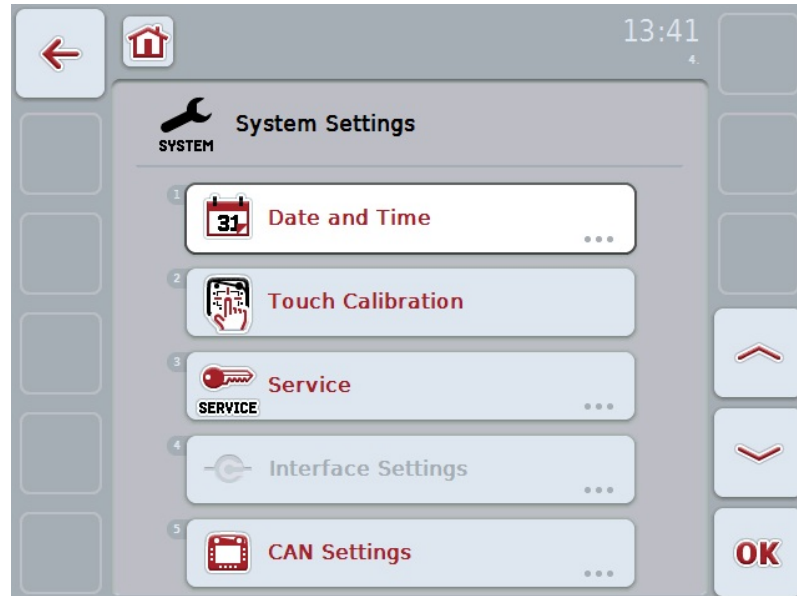 13:41
4.
System Settings
SYSTEM
1
31
Date and Time
2
Touch Calibration
3
Service
SERVICE
4
Interface Settings
5
CAN Settings
OK